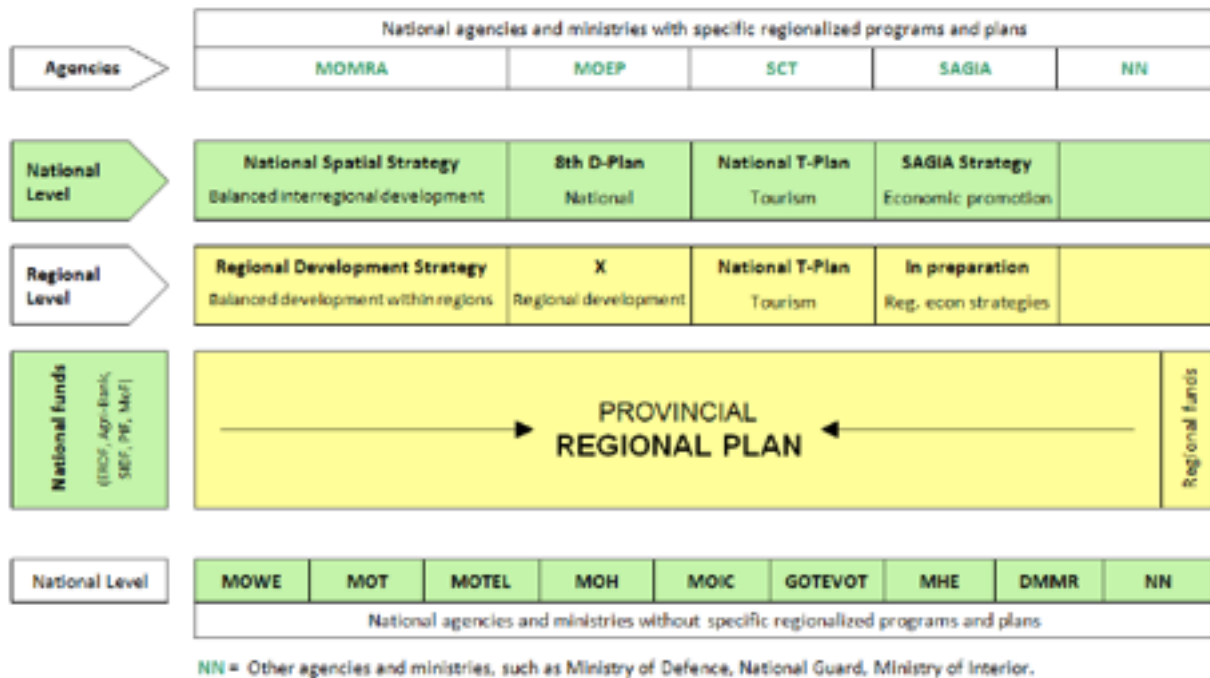 National agencies and ministries with specific regionalized programs and plans
Agencies
MOMRA
MOEP
SCT
SAGIA
NN
National Level
National Spatial Strategy
Balanced interregional development
8th D-Plan
National
National T-Plan
Tourism
SAGIA Strategy
Economic promotion
Regional Level
Regional Development Strategy
Balanced development within regions
X
Regional development
National T-Plan
Tourism
In preparation
Reg. econ strategies
National funds
Agri-Bank,
SIDF, PIF, MoF)
PROVINCIAL
REGIONAL PLAN
Regional funds
National Level
MOWE
MOT
MOTEL
MOH
MOIC
GOTEVOT
MHE
DMMR
NN
National agencies and ministries without specific regionalized programs and plans
NN = Other agencies and ministries, such as Ministry of Defence, National Guard, Ministry of Interior.